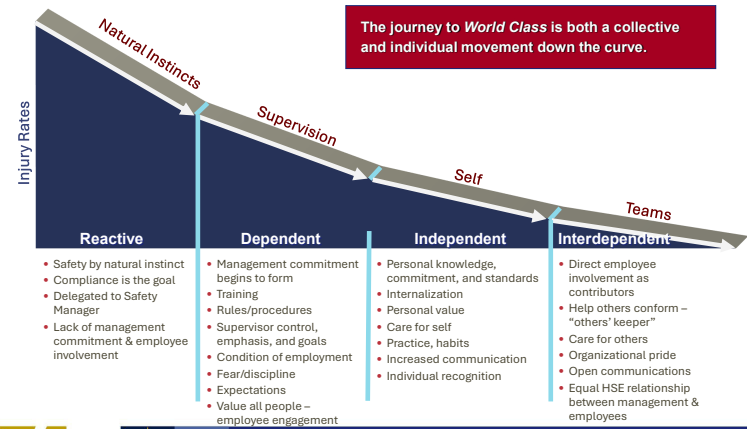 The journey to World Class is both a collective
and individual movement down the curve.
Natural Instincts
Supervision
Self
Teams
Injury Rates
Reactive
Dependent
Independent
Interdependent
• Safety by natural instinct
• Compliance is the goal
• Delegated to Safety
Manager
• Lack of management
commitment & employee
involvement
• Management commitment
begins to form
• Training
• Rules/procedures
• Supervisor control,
emphasis, and goals
• Condition of employment
• Fear/discipline
• Expectations
• Value all people –
employee engagement
• Personal knowledge,
commitment, and standards
• Internalization
• Personal value
• Care for self
• Practice, habits
• Increased communication
• Individual recognition
• Direct employee
involvement as
contributors
• Help others conform –
“others’ keeper”
• Care for others
• Organizational pride
• Open communications
• Equal HSE relationship
between management &
employees